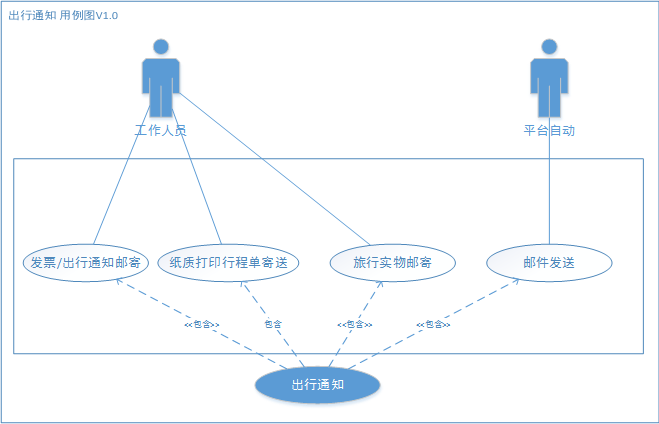 出行通知 用例图V1.0
工作人员
平台自动
发票/出行通知邮寄
纸质打印行程单寄送
旅行实物邮寄
邮件发送
<<包含>>
包含
<<包含>>
<<包含>>
出行通知